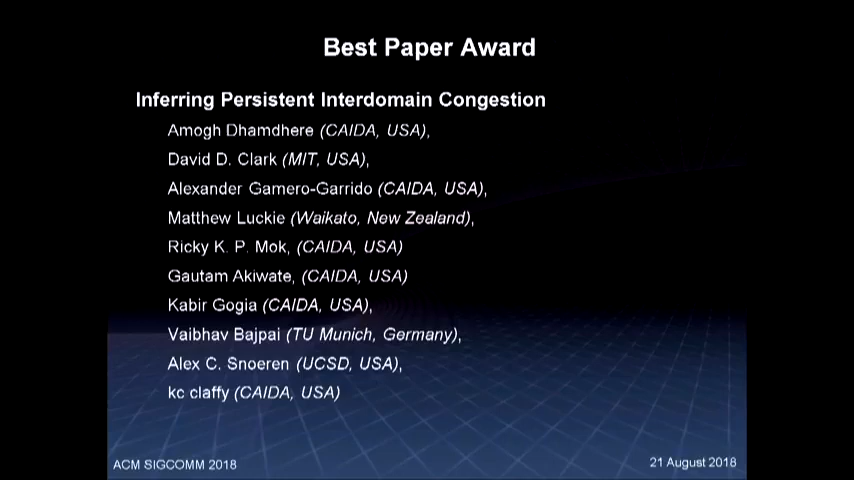 Best Paper Award
Inferring Persistent Interdomain Congestion
Amogh Dhamdhere (CAIDA, USA),
David D. Clark (MIT, USA),
Alexander Gamero-Garrido (CAIDA, USA),
Matthew Luckie (Waikato, New Zealand),
Ricky K. P. Mok, (CAIDA, USA)
Gautam Akiwate, (CAIDA, USA)
Kabir Gogia (CAIDA, USA),
Vaibhav Bajpai (TU Munich, Germany),
Alex C. Snoeren (UCSD, USA),
kc claffy (CAIDA, USA)
ACM SIGCOMM 2018
21 August 2018